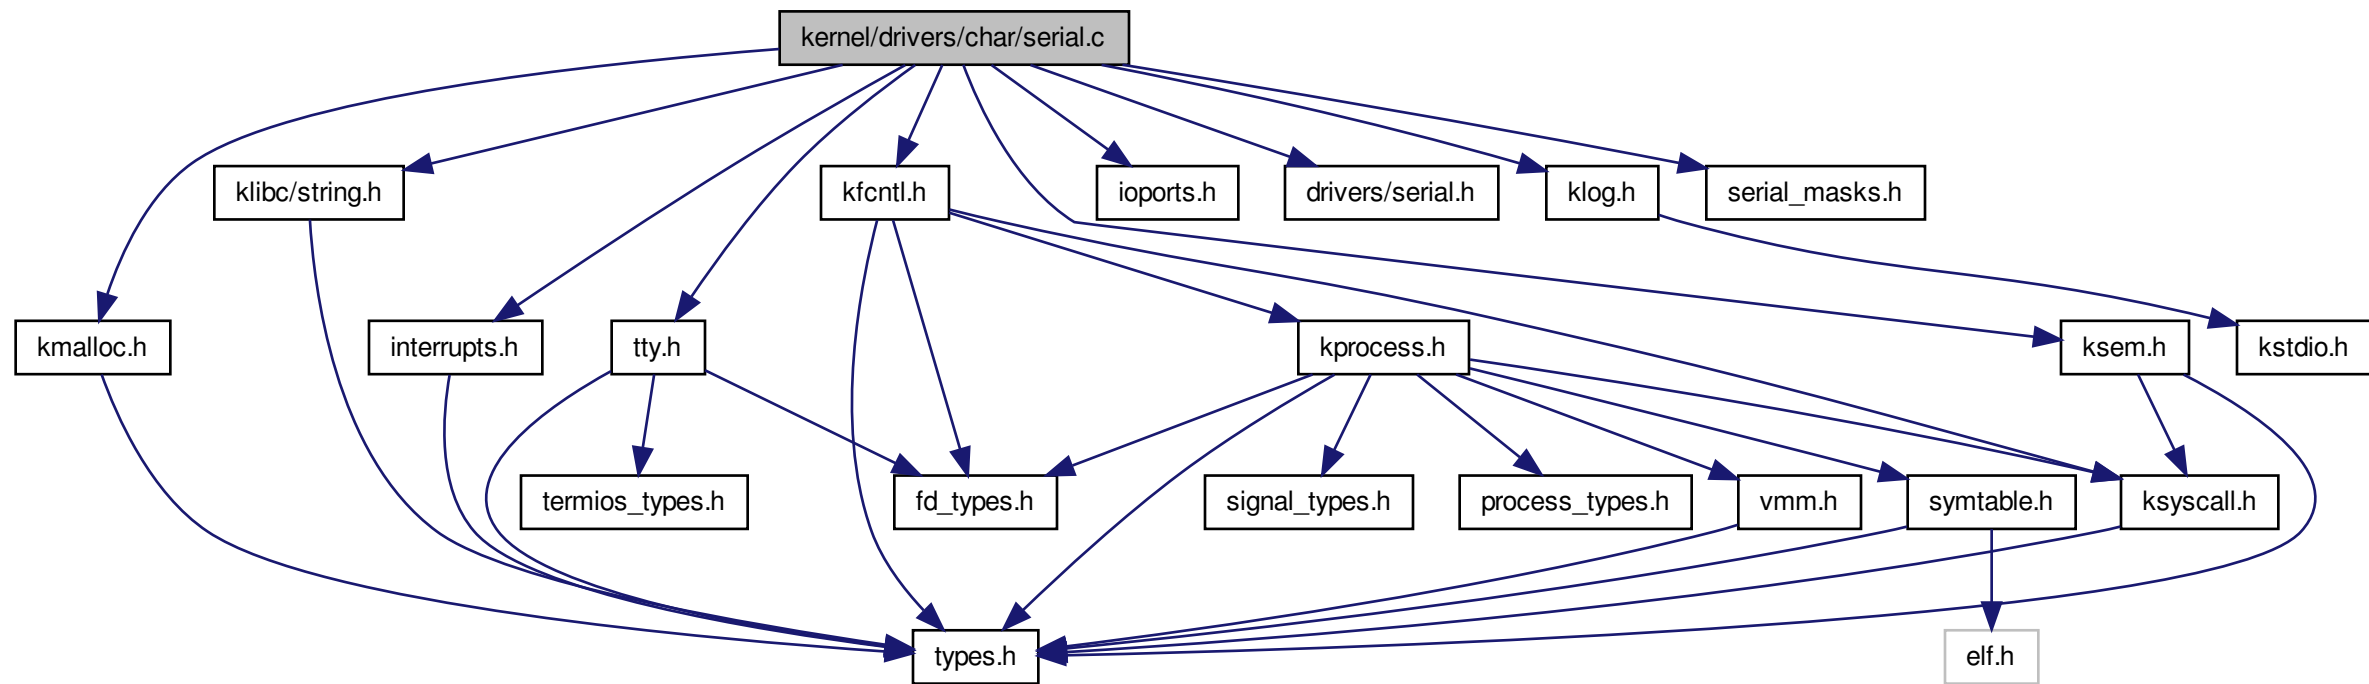 kernel/drivers/char/serial.c
klibc/string.h
kfcntl.h
ioports.h
drivers/serial.h
klog.h
serial_masks.h
kmalloc.h
interrupts.h
tty.h
kprocess.h
ksem.h
kstdio.h
termios_types.h
fd_types.h
signal_types.h
process_types.h
vmm.h
symtable.h
ksyscall.h
types.h
elf.h